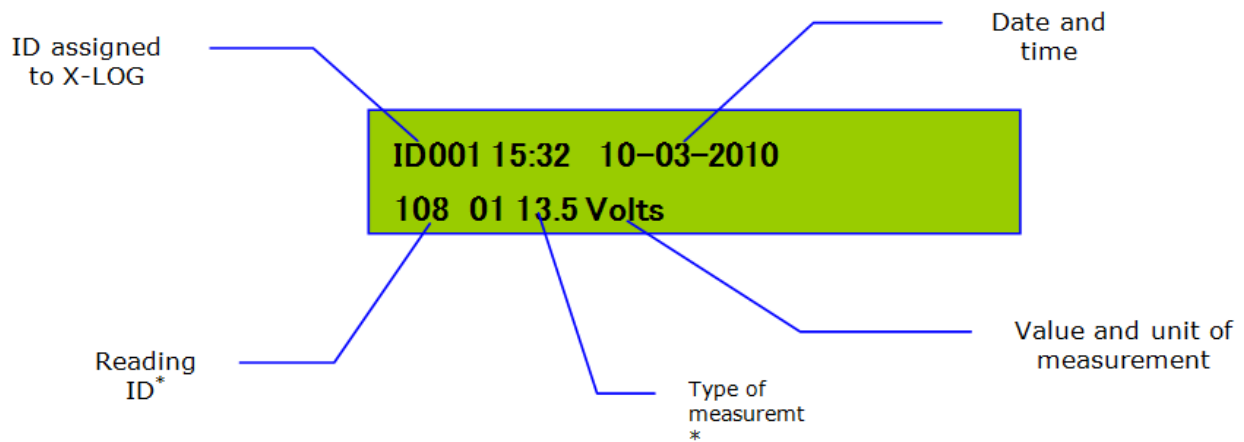 ID assigned
to X-LOG
Date and
time
ID001 15:32 10-03-2010
108 01 13.5 Volts
Reading
ID*
Type of
measuremt
*
Value and unit of
measurement